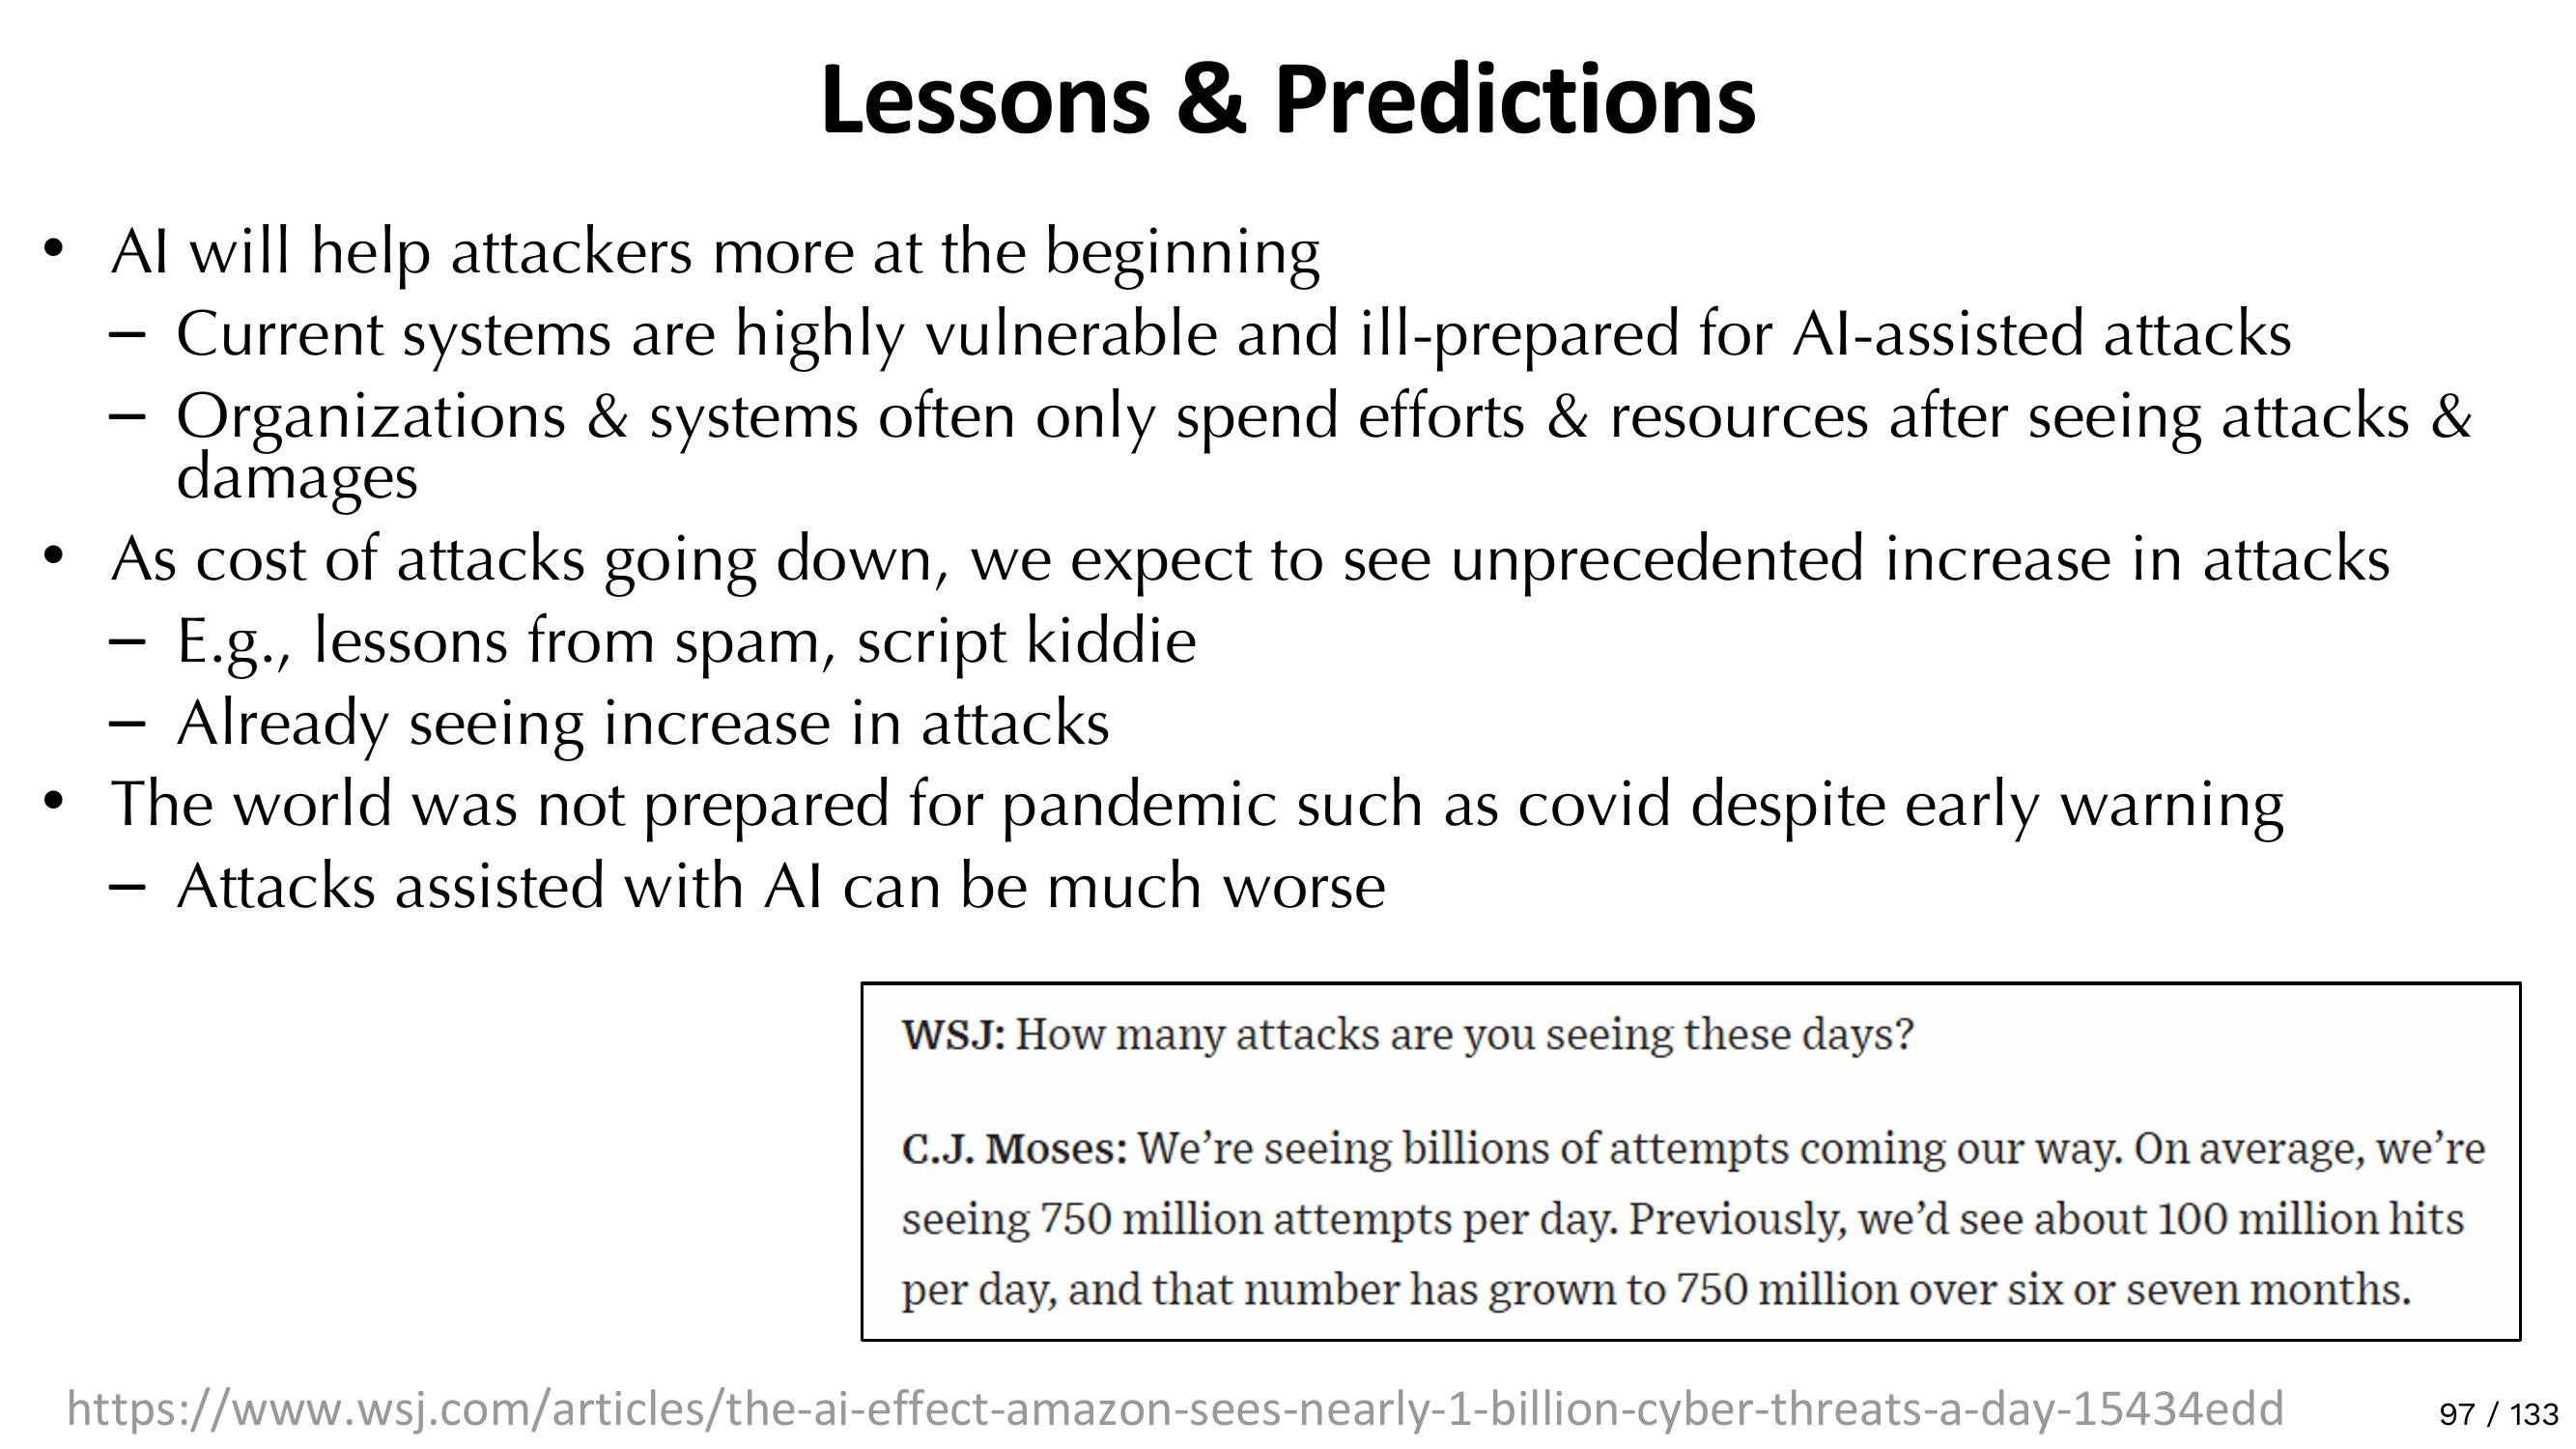 Lessons & Predictions
• AI will help attackers more at the beginning
– Current systems are highly vulnerable and ill-prepared for AI-assisted attacks
– Organizations & systems often only spend efforts & resources after seeing attacks &
damages
• As cost of attacks going down, we expect to see unprecedented increase in attacks
– E.g., lessons from spam, script kiddie
– Already seeing increase in attacks
• The world was not prepared for pandemic such as covid despite early warning
– Attacks assisted with AI can be much worse
WSJ: How many attacks are you seeing these days?
C.J. Moses: We’re seeing billions of attempts coming our way. On average, we’re
seeing 750 million attempts per day. Previously, we’d see about 100 million hits
per day, and that number has grown to 750 million over six or seven months.
https://www.wsj.com/articles/the-ai-effect-amazon-sees-nearly-1-billion-cyber-threats-a-day-15434edd
97 / 133